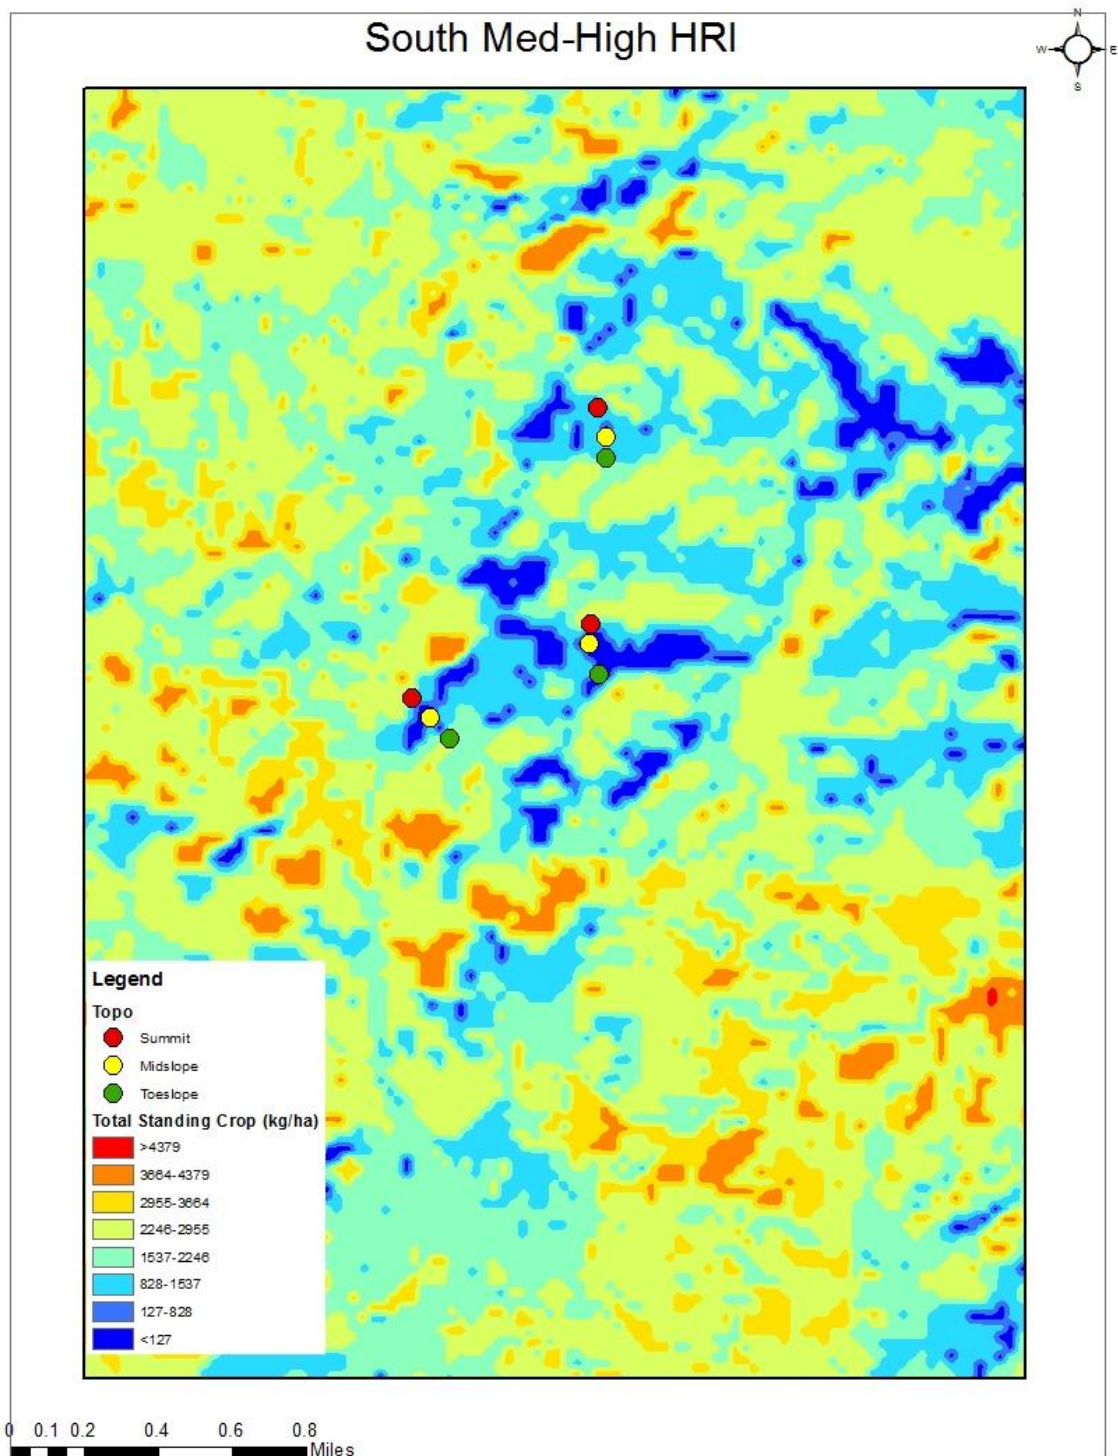 South Med-High HRI
N
W E
S
Legend
Topo
Summit
Midslope
Toeslope
Total Standing Crop (kg/ha)
>4379
3664-4379
2955-3664
2246-2955
1537-2246
828-1537
127-828
<127
0 0.1 0.2 0.4 0.6 0.8
Miles